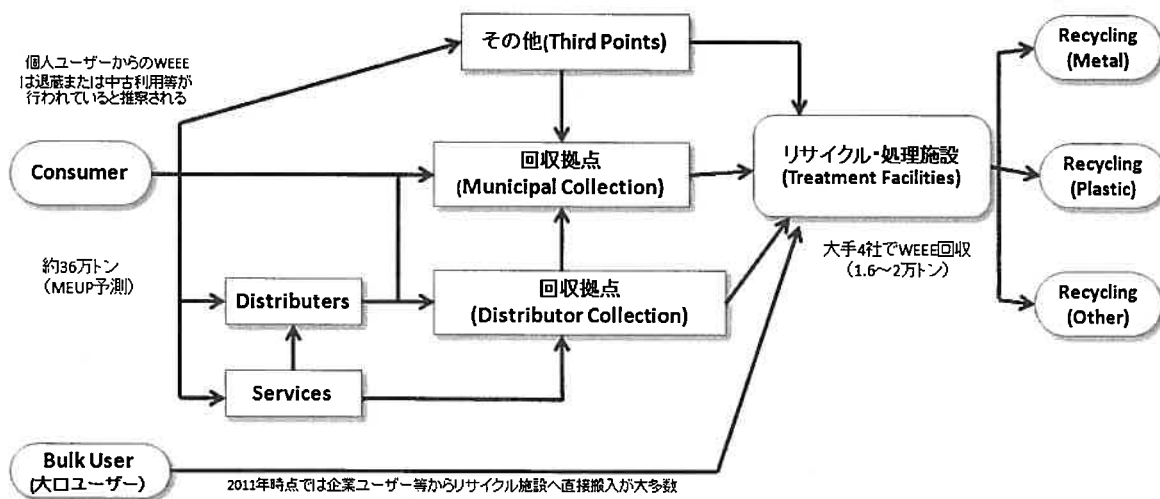 その他(Third Points)
個人ユーザーからのWEEE
は退蔵または中古利用等が
行われていると推察される
Consumer
回収拠点
(Municipal Collection)
リサイクル・処理施設
(Treatment Facilities)
Recycling
(Metal)
Recycling
(Plastic)
Recycling
(Other)
約36万トン
（MEUP予測）
Distributers
回収拠点
(Distributor Collection)
大手4社でWEEE回収
（1.6～2万トン）
Services
Bulk User
(大口ユーザー)
2011年時点では企業ユーザー等からリサイクル施設へ直接搬入が大多数